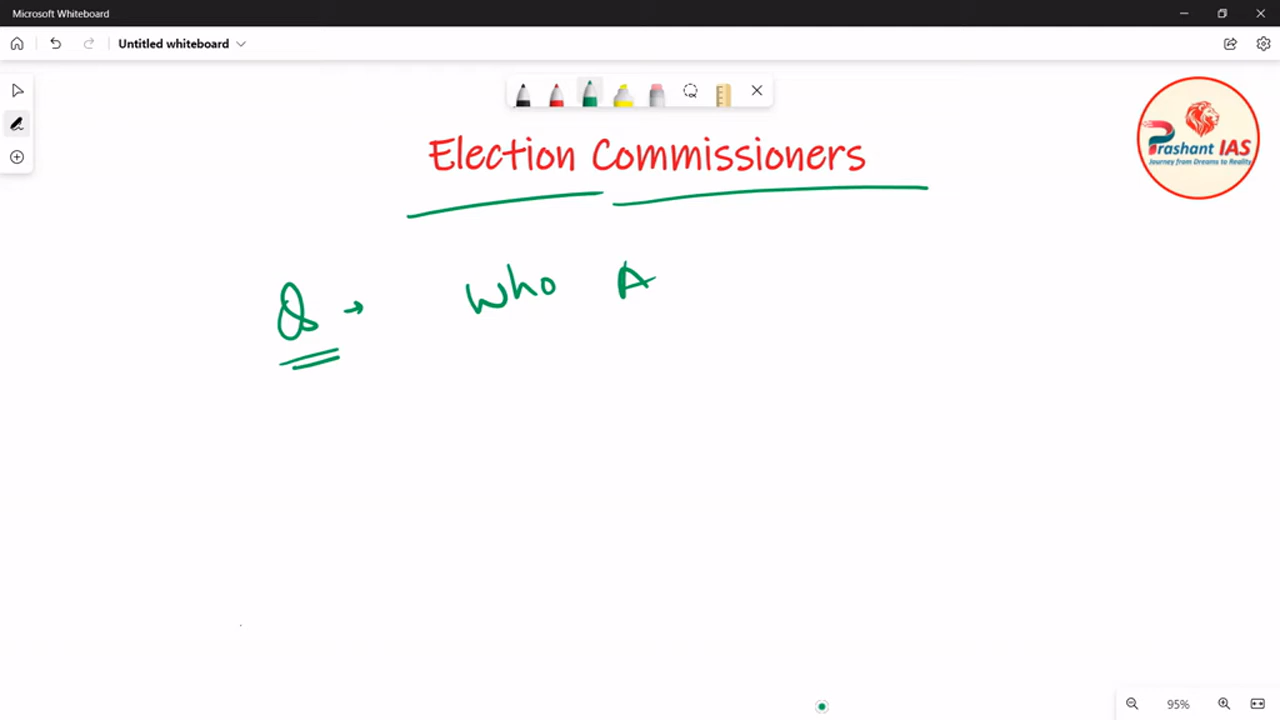 Microsoft Whiteboard
Untitled whiteboard
Election Commissioners
Prashant IAS
Journey from Dreams to Reality
Q → Who A
95%